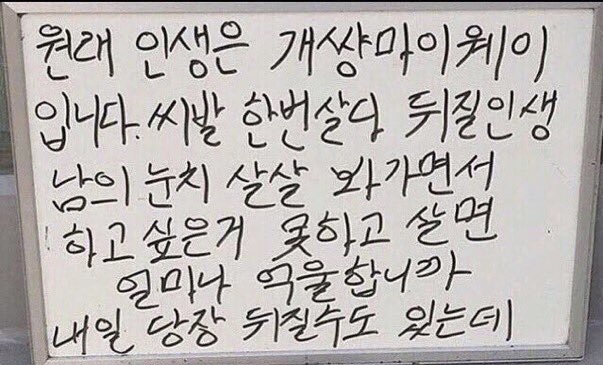 원래 인생은 개썅마이웨이
입니다. 씨발 한번살다 뒤질인생
남의 눈치 살살 봐가면서
하고 싶은거 못하고 살면
얼마나 억울합니까
내일 당장 뒤질수도 있는데